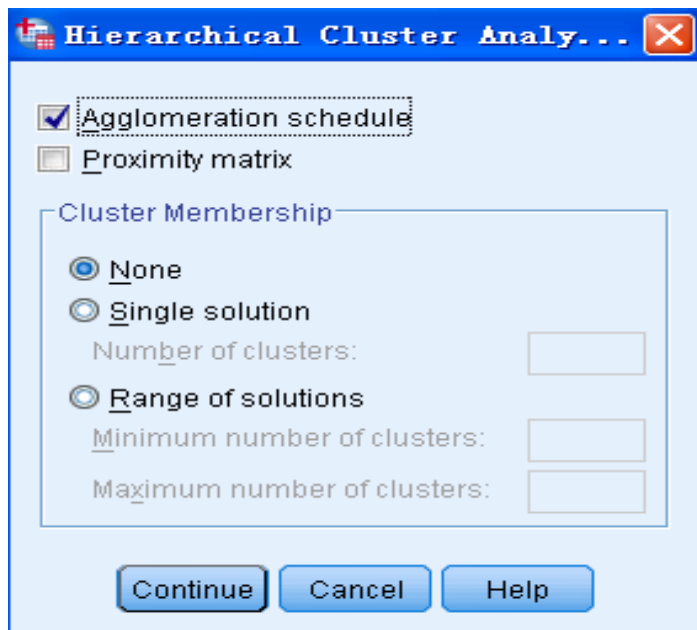 Hierarchical Cluster Analy...
Agglomeration schedule
Proximity matrix
Cluster Membership
None
Single solution
Number of clusters:
Range of solutions
Minimum number of clusters:
Maximum number of clusters:
Continue Cancel Help